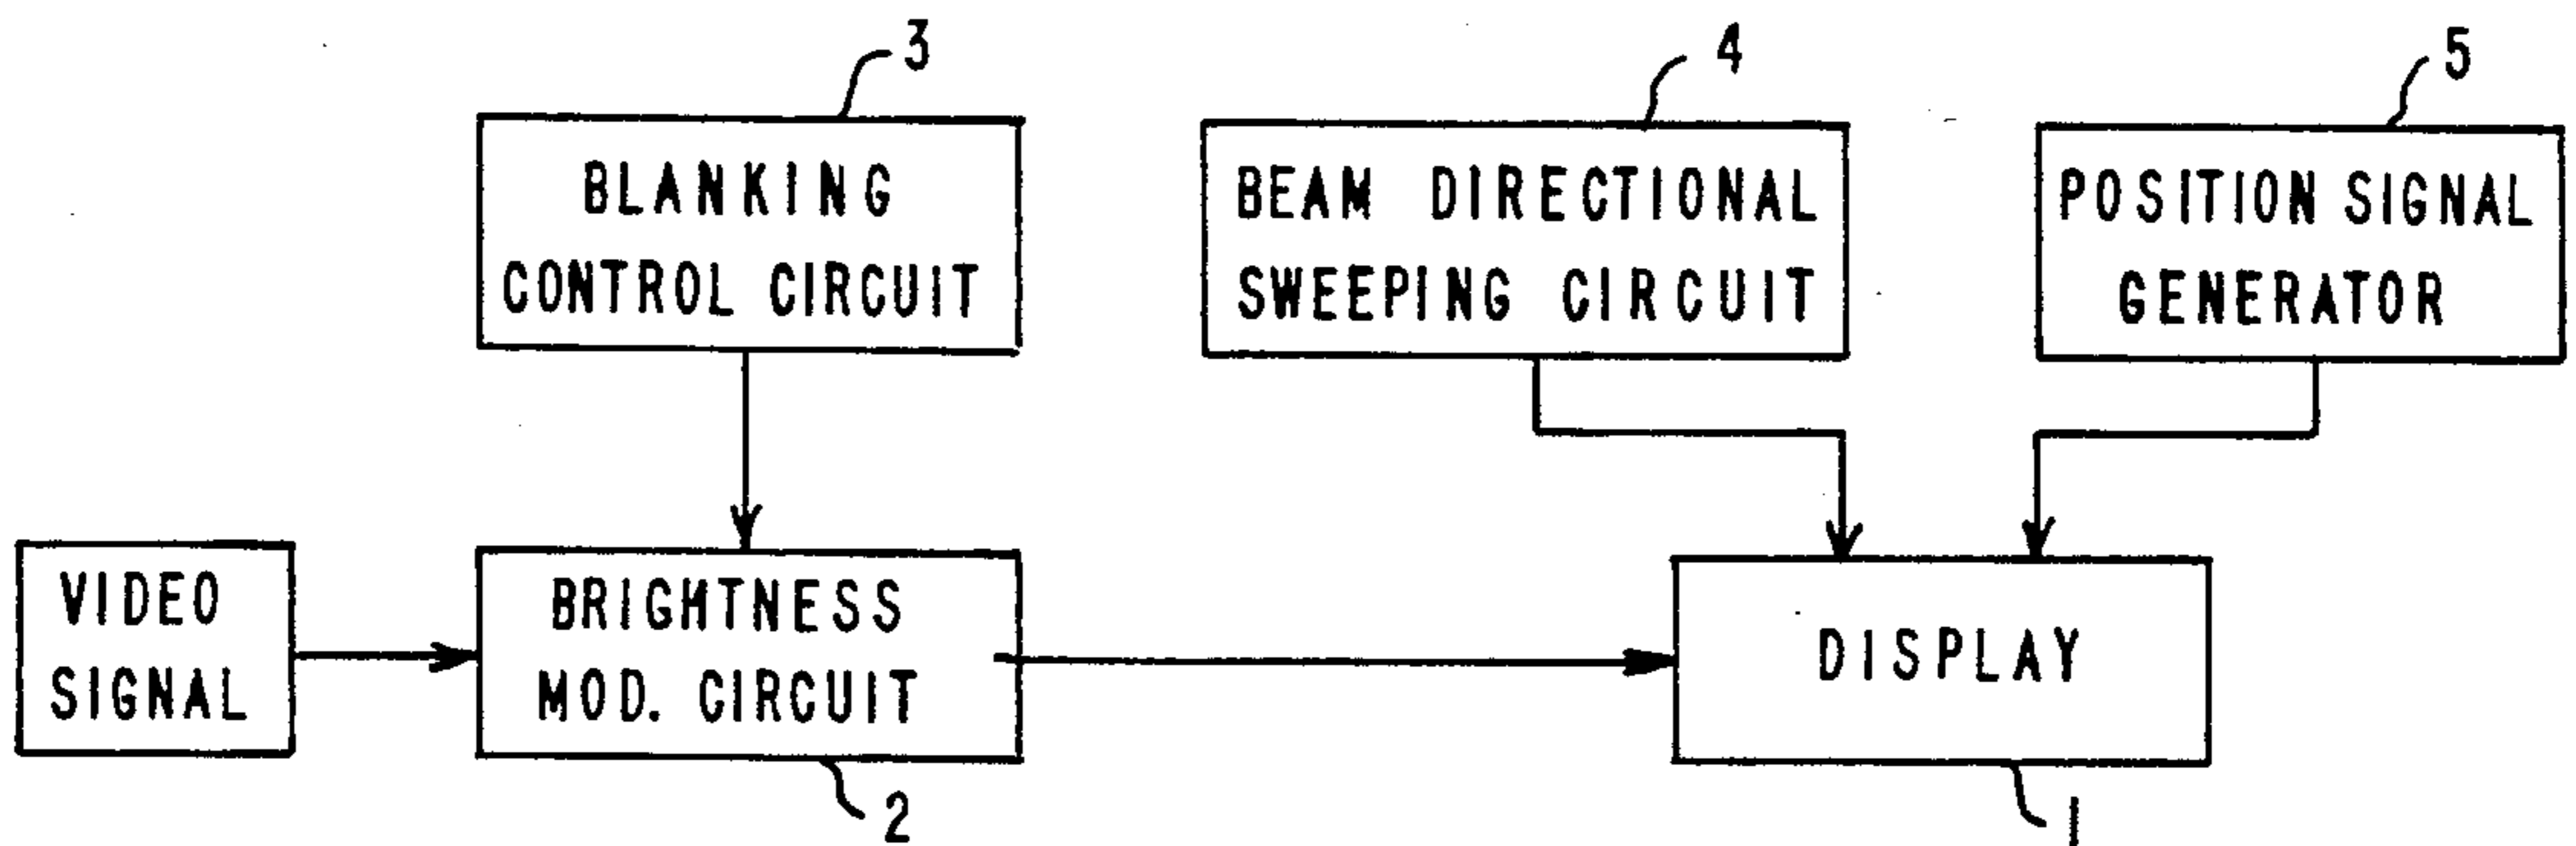 3
4
5
BLANKING
CONTROL CIRCUIT
BEAM DIRECTIONAL
SWEEPING CIRCUIT
POSITION SIGNAL
GENERATOR
VIDEO
SIGNAL
BRIGHTNESS
MOD. CIRCUIT
DISPLAY
2
1